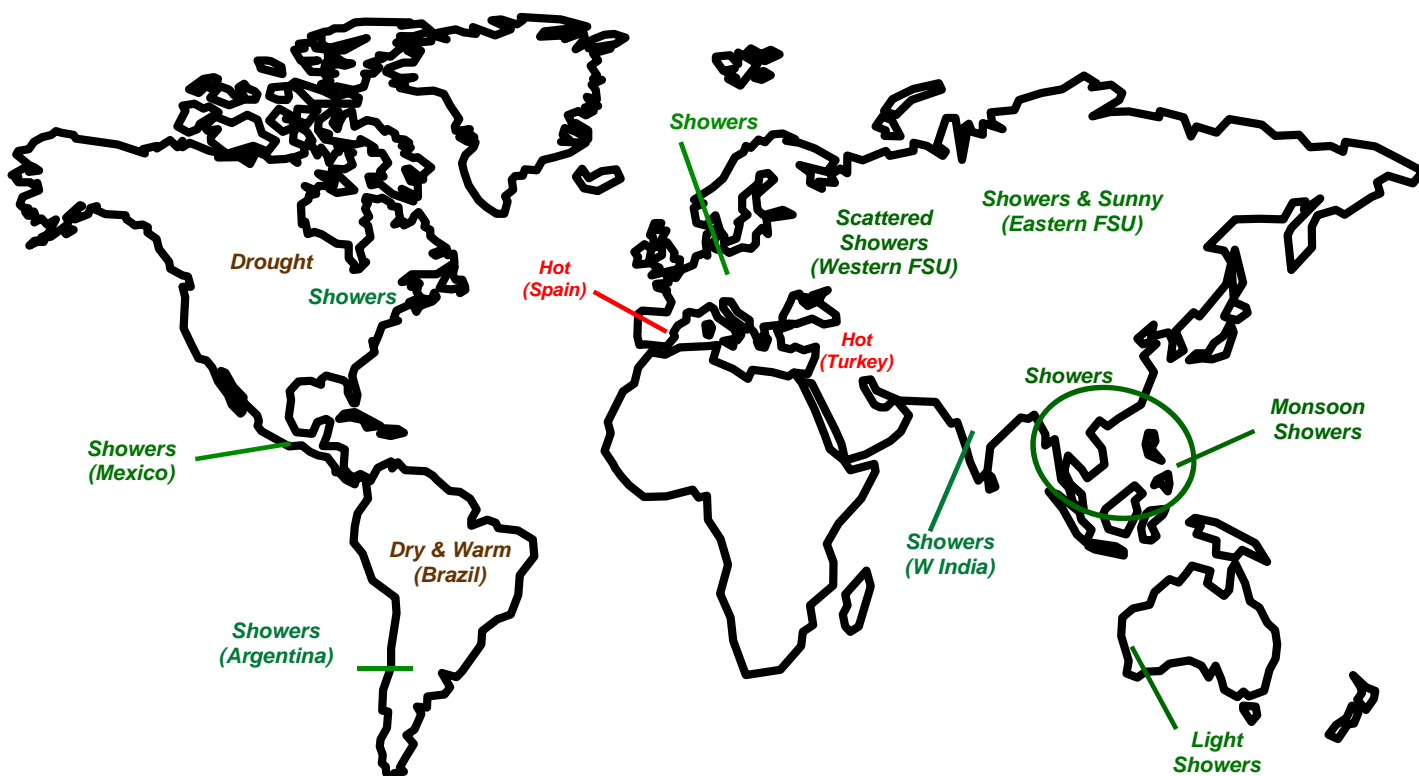 Showers
Showers & Sunny
(Eastern FSU)
Scattered
Showers
(Western FSU)
Drought
Hot
(Spain)
Showers
Hot
(Turkey)
Showers
Monsoon
Showers
Showers
(Mexico)
Dry & Warm
(Brazil)
Showers
(W India)
Showers
(Argentina)
Light
Showers